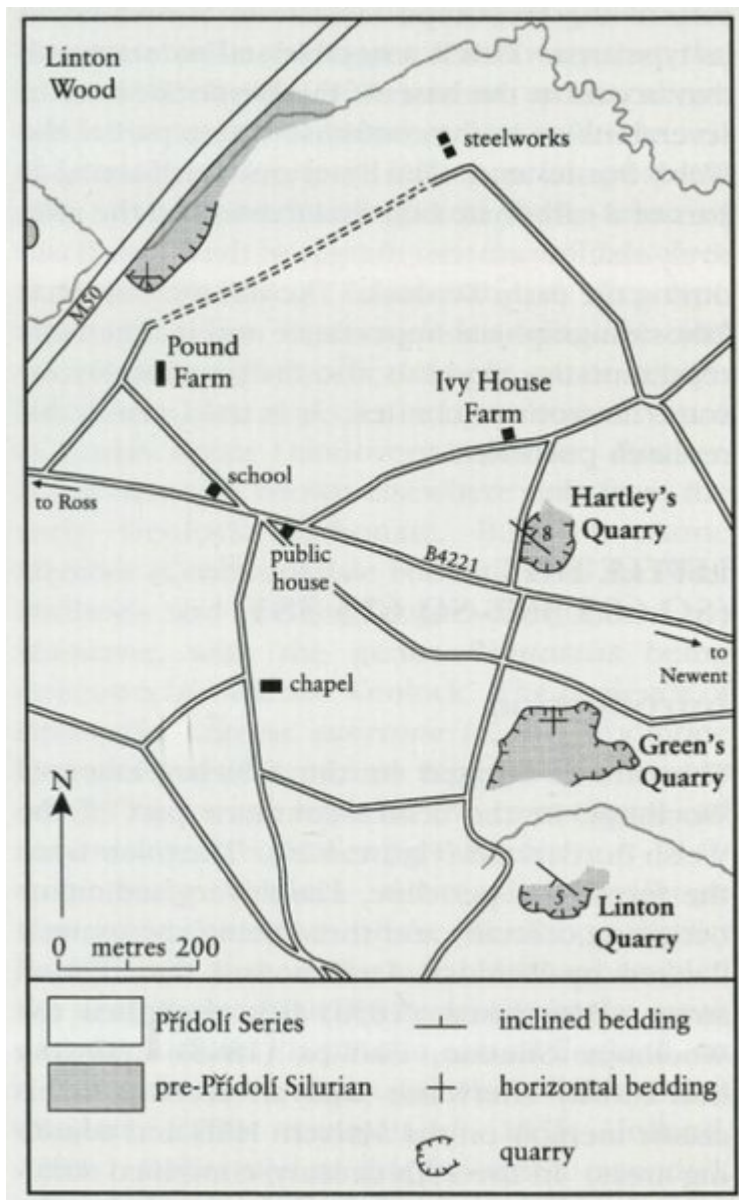 Linton
Wood
steelworks
M50
Pound
Farm
Ivy House
Farm
school
to Ross
Hartley's
Quarry
8
public
house
B4221
to
Newent
chapel
Green's
Quarry
N
5
Linton
Quarry
0 metres 200
Přídolí Series
inclined bedding
pre-Přídolí Silurian
horizontal bedding
quarry